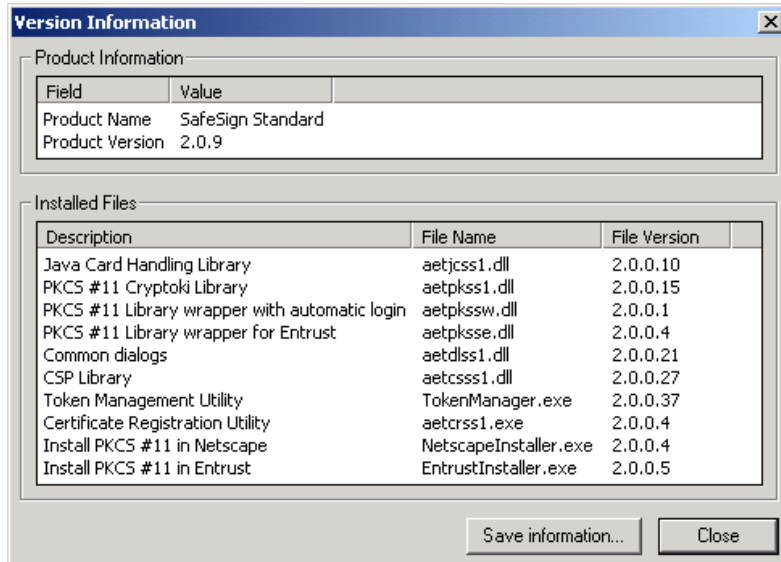 Version Information
Product Information
Field Value
Product Name SafeSign Standard
Product Version 2.0.9
Installed Files
Description File Name File Version
Java Card Handling Library aetjcss1.dll 2.0.0.10
PKCS #11 Cryptoki Library aetpkss1.dll 2.0.0.15
PKCS #11 Library wrapper with automatic login aetpkssw.dll 2.0.0.1
PKCS #11 Library wrapper for Entrust aetpksse.dll 2.0.0.4
Common dialogs aetdlss1.dll 2.0.0.21
CSP Library aetcsss1.dll 2.0.0.27
Token Management Utility TokenManager.exe 2.0.0.37
Certificate Registration Utility aetcrss1.exe 2.0.0.4
Install PKCS #11 in Netscape NetscapeInstaller.exe 2.0.0.4
Install PKCS #11 in Entrust EntrustInstaller.exe 2.0.0.5
Save information... Close